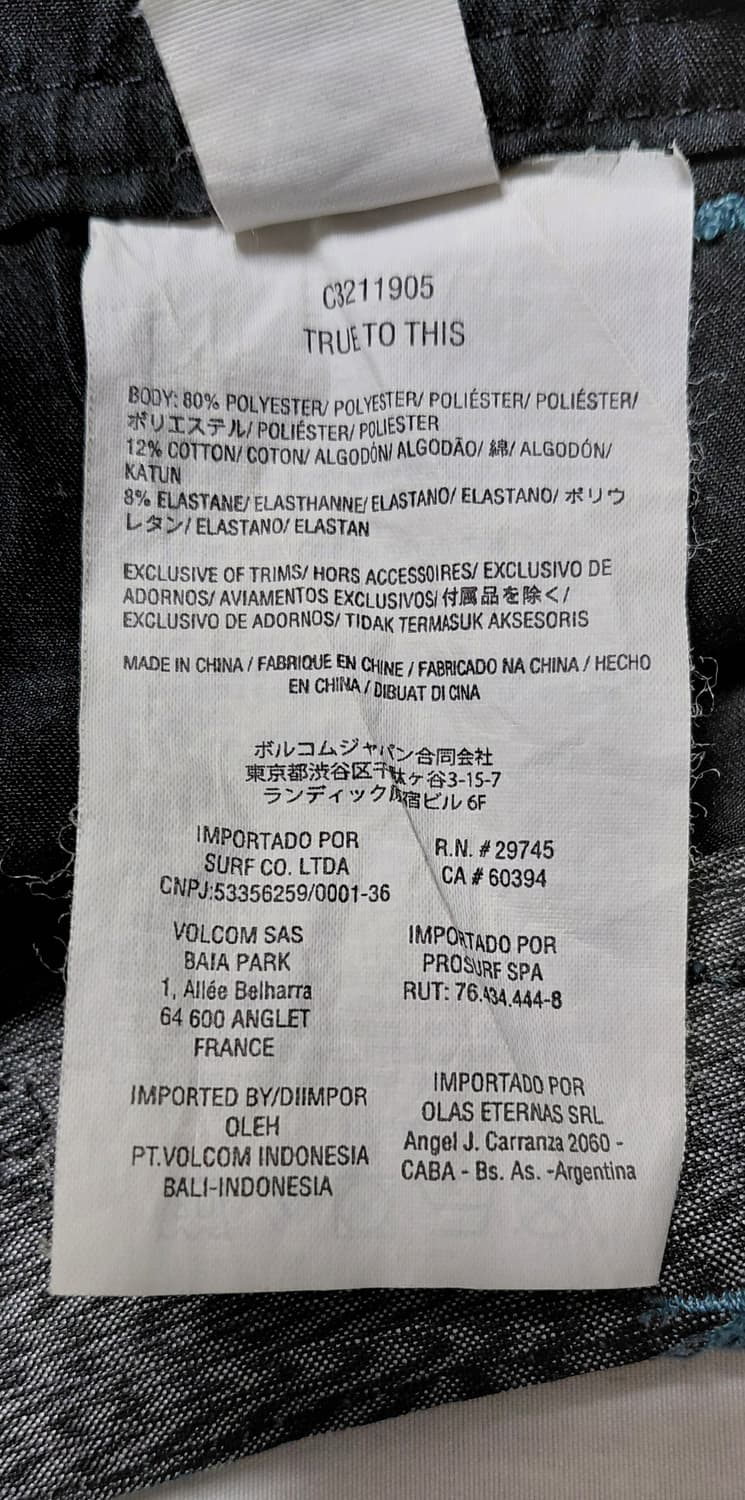 C3211905
TRUE TO THIS
BODY: 80% POLYESTER/ POLYESTER/ POLIÉSTER/ POLIÉSTER/
ポリエステル/ POLIÉSTER/ POLIESTER
12% COTTON/ COTON/ ALGODÓN/ ALGODÃO/ 綿/ ALGODÓN/
KATUN
8% ELASTANE/ ELASTHANNE/ ELASTANO/ ELASTANO/ ポリウ
レタン/ ELASTANO/ ELASTAN
EXCLUSIVE OF TRIMS/ HORS ACCESSOIRES/ EXCLUSIVO DE
ADORNOS/ AVIAMENTOS EXCLUSIVOS/ 付属品を除く/
EXCLUSIVO DE ADORNOS/ TIDAK TERMASUK AKSESORIS
MADE IN CHINA / FABRIQUE EN CHINE / FABRICADO NA CHINA / HECHO
EN CHINA / DIBUAT DI CINA
ボルコムジャパン合同会社
東京都渋谷区千駄ヶ谷3-15-7
ランディック原宿ビル 6F
IMPORTADO POR
SURF CO. LTDA
CNPJ:53356259/0001-36
R.N. # 29745
CA # 60394
VOLCOM SAS
BAIA PARK
1, Allée Belharra
64 600 ANGLET
FRANCE
IMPORTADO POR
PROSURF SPA
RUT: 76.434.444-8
IMPORTED BY/DIIMPOR
OLEH
PT.VOLCOM INDONESIA
BALI-INDONESIA
IMPORTADO POR
OLAS ETERNAS SRL
Angel J. Carranza 2060 -
CABA - Bs. As. -Argentina